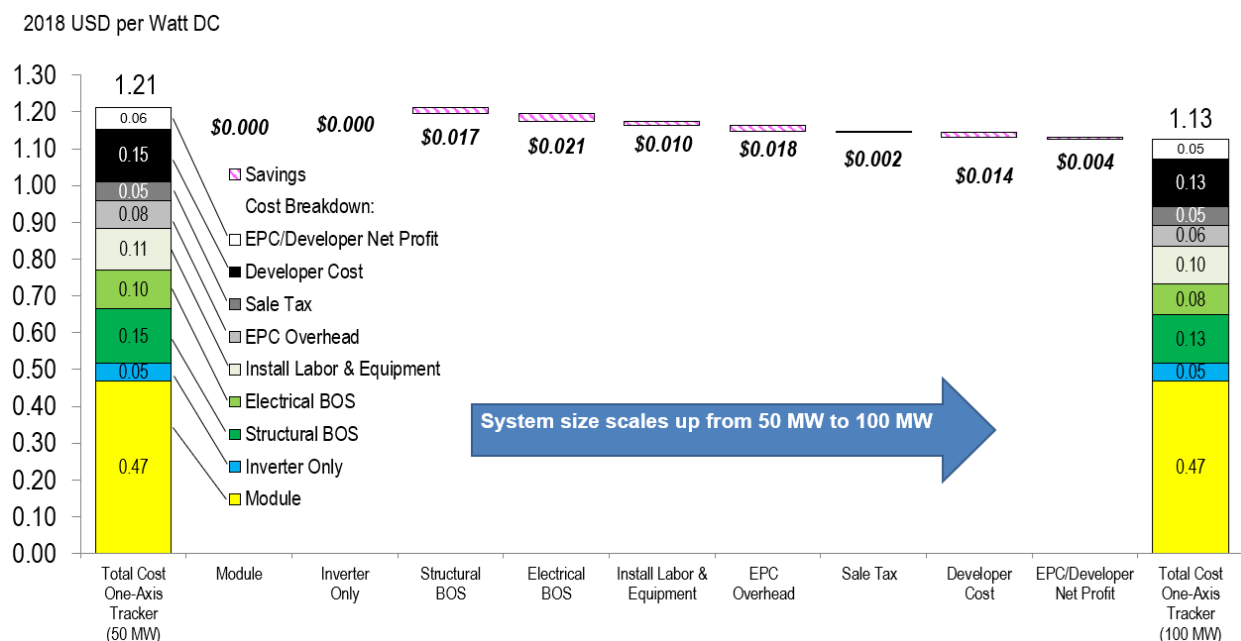 2018 USD per Watt DC
1.30
1.20
1.10
1.00
0.90
0.80
0.70
0.60
0.50
0.40
0.30
0.20
0.10
0.00
1.21
0.06
0.15
0.05
0.08
0.11
0.10
0.15
0.05
0.47
$0.000
$0.000
$0.017
$0.021
$0.010
$0.018
$0.002
$0.014
$0.004
Savings
Cost Breakdown:
EPC/Developer Net Profit
Developer Cost
Sale Tax
EPC Overhead
Install Labor & Equipment
Electrical BOS
Structural BOS
Inverter Only
Module
System size scales up from 50 MW to 100 MW
1.13
0.05
0.13
0.05
0.06
0.10
0.08
0.13
0.05
0.47
Total Cost
One-Axis
Tracker
(50 MW)
Module
Inverter
Only
Structural
BOS
Electrical
BOS
Install Labor &
Equipment
EPC
Overhead
Sale Tax
Developer
Cost
EPC/Developer
Net Profit
Total Cost
One-Axis
Tracker
(100 MW)